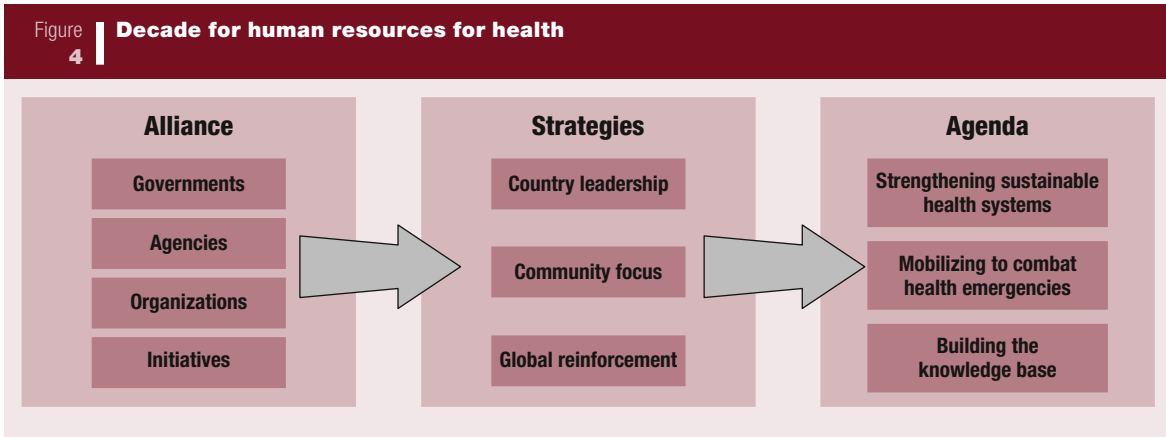 Figure
4
Decade for human resources for health
Alliance
Governments
Agencies
Organizations
Initiatives
Strategies
Country leadership
Community focus
Global reinforcement
Agenda
Strengthening sustainable
health systems
Mobilizing to combat
health emergencies
Building the
knowledge base